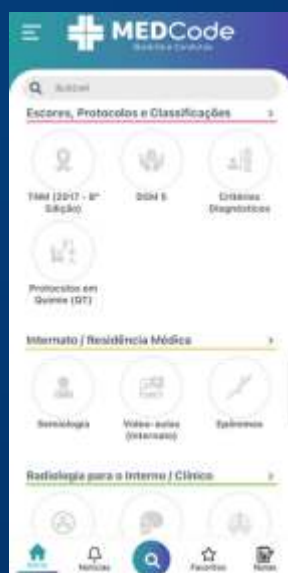 MEDCode
Buscar
Escores, Protocolos e Classificações
TNM (2017 - 8ª
Edição)
DSM 5
Critérios
Diagnósticos
Protocolos em
Quimio (QT)
Internato / Residência Médica
Semiologia
Vídeo-aulas
(Internato)
Epônimos
Radiologia para o Interno / Clínico
Início
Notícias
Favoritos
Notas